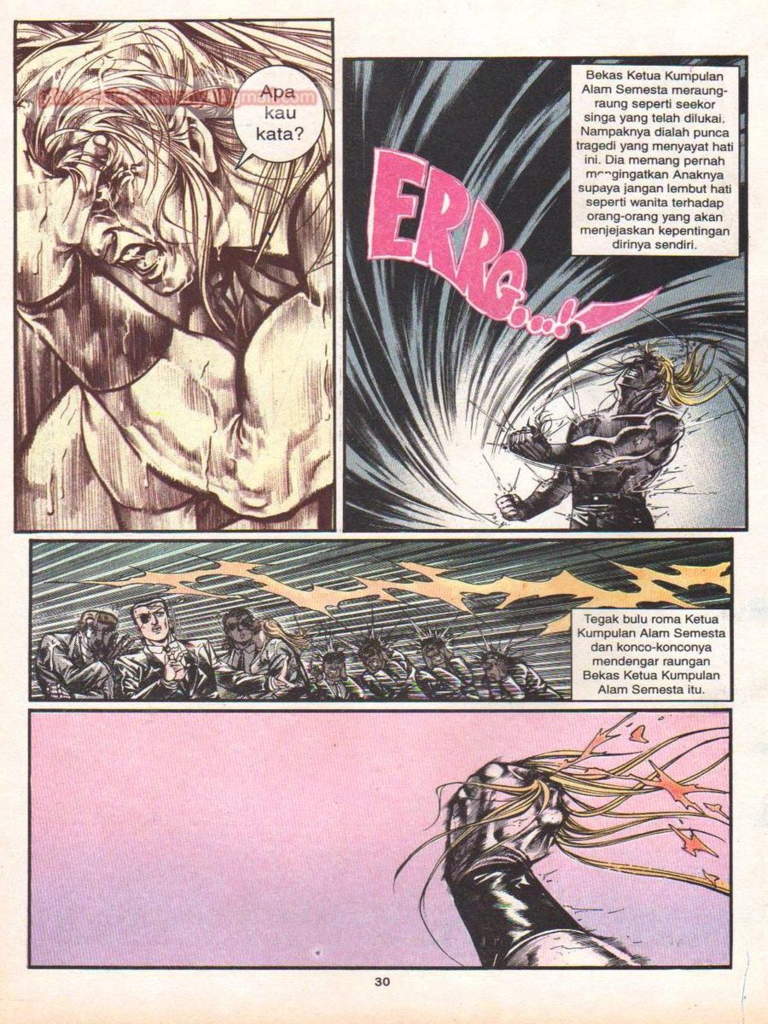 Apa
kau
kata?
Bekas Ketua Kumpulan
Alam Semesta meraung-
raung seperti seekor
singa yang telah dilukai.
Nampaknya dialah punca
tragedi yang menyayat hati
ini. Dia memang pernah
mengingatkan Anaknya
supaya jangan lembut hati
seperti wanita terhadap
orang-orang yang akan
menjejaskan kepentingan
dirinya sendiri.
ERRG....!
Tegak bulu roma Ketua
Kumpulan Alam Semesta
dan konco-konconya
mendengar raungan
Bekas Ketua Kumpulan
Alam Semesta itu.
30